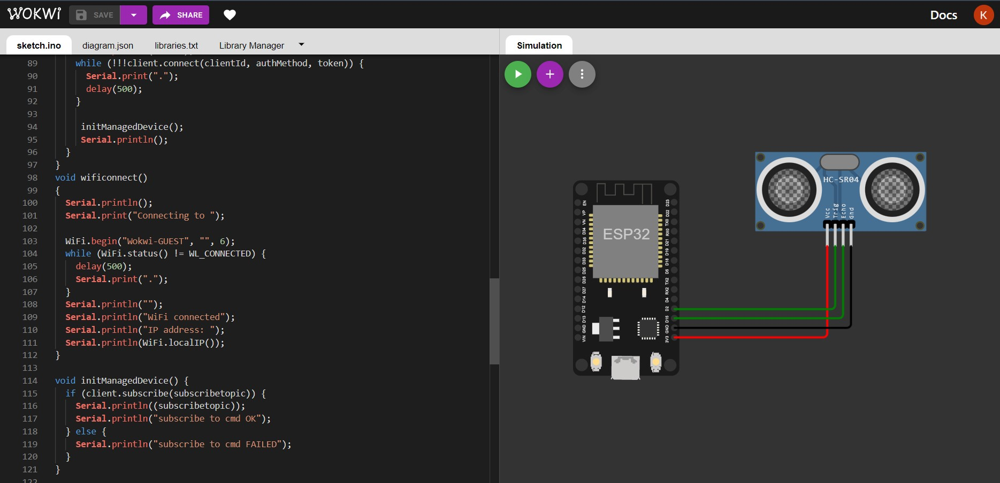 WOKWi
SAVE
SHARE
Docs
K
sketch.ino
diagram.json
libraries.txt
Library Manager
Simulation
89 while (!!!client.connect(clientId, authMethod, token)) {
90 Serial.print(".");
91 delay(500);
92 }
93
94 initManagedDevice();
95 Serial.println();
96 }
97 }
98 void wificonnect()
99 {
100 Serial.println();
101 Serial.print("Connecting to ");
102
103 WiFi.begin("Wokwi-GUEST", "", 6);
104 while (WiFi.status() != WL_CONNECTED) {
105 delay(500);
106 Serial.print(".");
107 }
108 Serial.println("");
109 Serial.println("WiFi connected");
110 Serial.println("IP address: ");
111 Serial.println(WiFi.localIP());
112 }
113
114 void initManagedDevice() {
115 if (client.subscribe(subscribetopic)) {
116 Serial.println((subscribetopic));
117 Serial.println("subscribe to cmd OK");
118 } else {
119 Serial.println("subscribe to cmd FAILED");
120 }
121 }
122
HC-SR04
Vcc
Trig
Echo
Gnd
ESP32
EN
VP
VN
D34
D35
D32
D33
D25
D26
D27
D14
D12
D13
GND
VIN
D23
D22
TX0
RX0
D21
D19
D18
D5
TX2
RX2
D4
D2
D15
GND
3V3